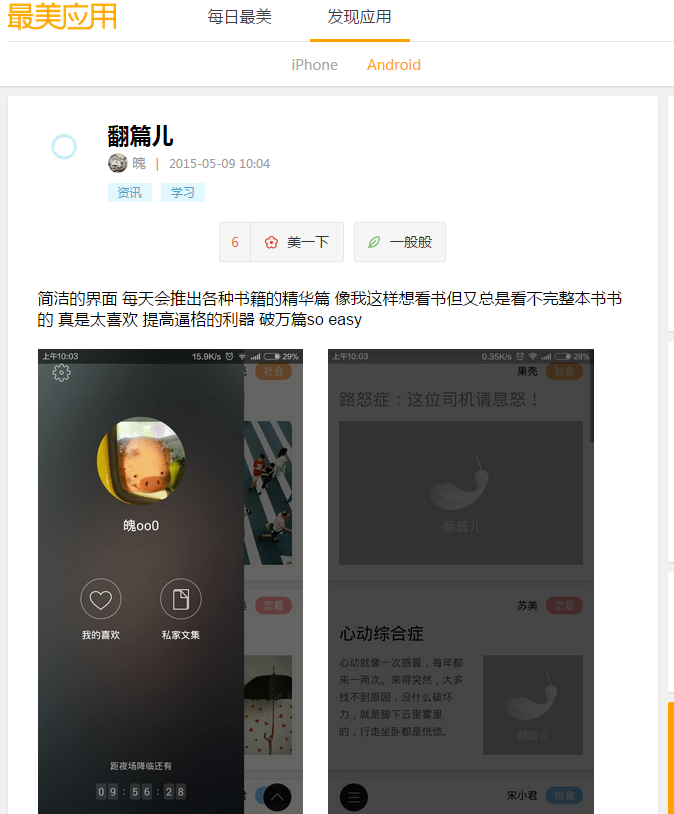 最美应用
每日最美 发现应用
iPhone Android
翻篇儿
魄 | 2015-05-09 10:04
资讯 学习
6 美一下 一般般
简洁的界面 每天会推出各种书籍的精华篇 像我这样想看书但又总是看不完整本书书
的 真是太喜欢 提高逼格的利器 破万篇so easy
上午10:03 15.9K/s 29%
社会
魄oo0
恋爱
我的喜欢 私家文集
距夜场降临还有
09:56:28
上午10:03 0.35K/s 28%
果壳 社会
路怒症：这位司机请息怒！
翻篇儿
苏美 恋爱
心动综合症
心动就像一次感冒，每年都
来一两次。来得突然，大多
找不到原因，没什么破坏
力，就是脚下云里雾里
的，行走坐卧都是恍惚。
翻篇儿
宋小君 悦食